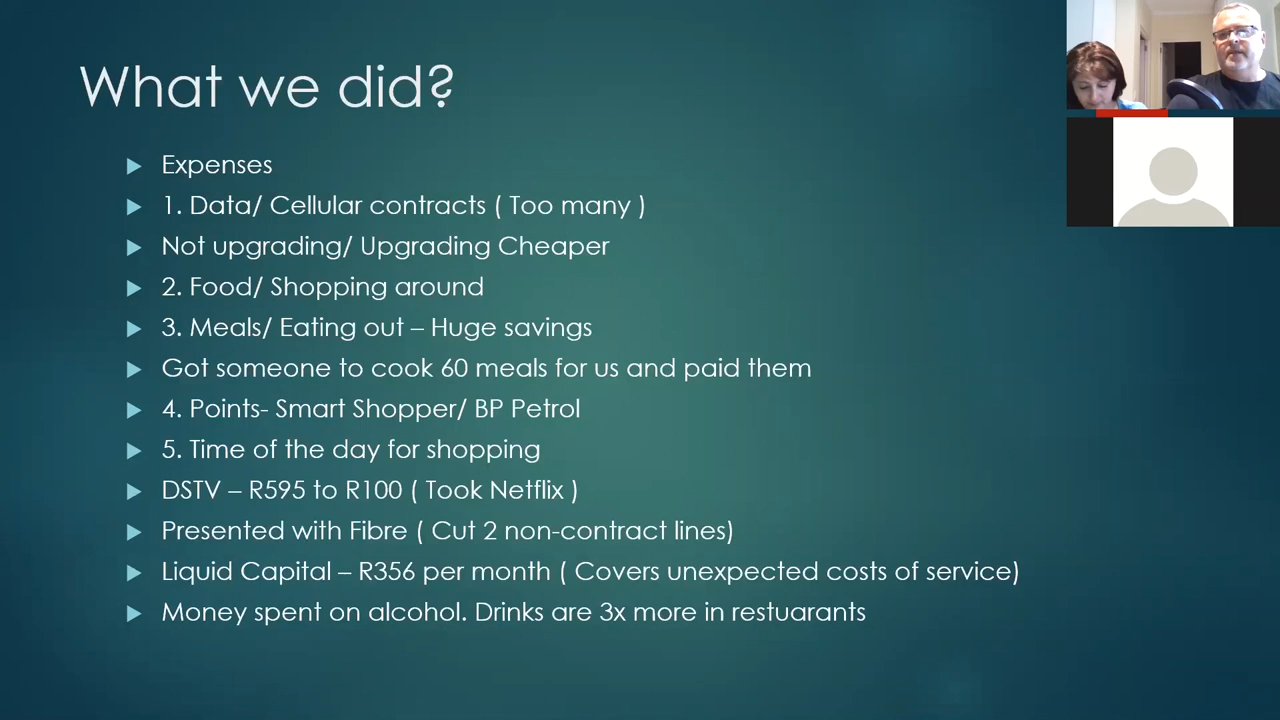 What we did?
Expenses
1. Data/ Cellular contracts ( Too many )
Not upgrading/ Upgrading Cheaper
2. Food/ Shopping around
3. Meals/ Eating out – Huge savings
Got someone to cook 60 meals for us and paid them
4. Points- Smart Shopper/ BP Petrol
5. Time of the day for shopping
DSTV – R595 to R100 ( Took Netflix )
Presented with Fibre ( Cut 2 non-contract lines)
Liquid Capital – R356 per month ( Covers unexpected costs of service)
Money spent on alcohol. Drinks are 3x more in restuarants